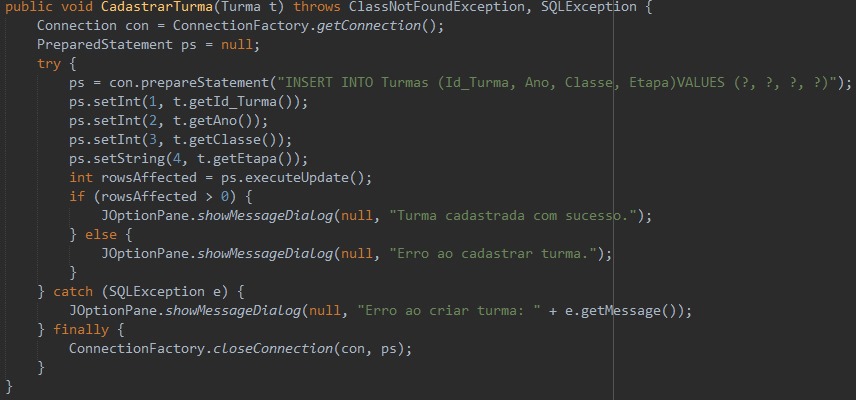 public void CadastrarTurma(Turma t) throws ClassNotFoundException, SQLException {
    Connection con = ConnectionFactory.getConnection();
    PreparedStatement ps = null;
    try {
        ps = con.prepareStatement("INSERT INTO Turmas (Id_Turma, Ano, Classe, Etapa)VALUES (?, ?, ?, ?)");
        ps.setInt(1, t.getId_Turma());
        ps.setInt(2, t.getAno());
        ps.setInt(3, t.getClasse());
        ps.setString(4, t.getEtapa());
        int rowsAffected = ps.executeUpdate();
        if (rowsAffected > 0) {
            JOptionPane.showMessageDialog(null, "Turma cadastrada com sucesso.");
        } else {
            JOptionPane.showMessageDialog(null, "Erro ao cadastrar turma.");
        }
    } catch (SQLException e) {
        JOptionPane.showMessageDialog(null, "Erro ao criar turma: " + e.getMessage());
    } finally {
        ConnectionFactory.closeConnection(con, ps);
    }
}